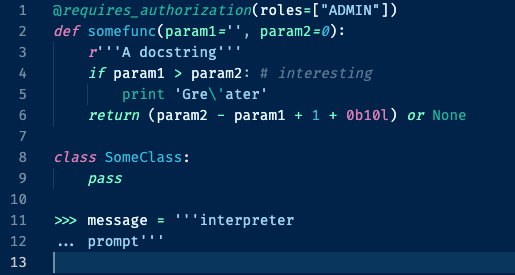 1 @requires_authorization(roles=["ADMIN"])
2 def somefunc(param1='', param2=0):
3     r'''A docstring'''
4     if param1 > param2: # interesting
5         print 'Gre\'ater'
6     return (param2 - param1 + 1 + 0b10l) or None
7
8 class SomeClass:
9     pass
10
11 >>> message = '''interpreter
12 ... prompt'''
13